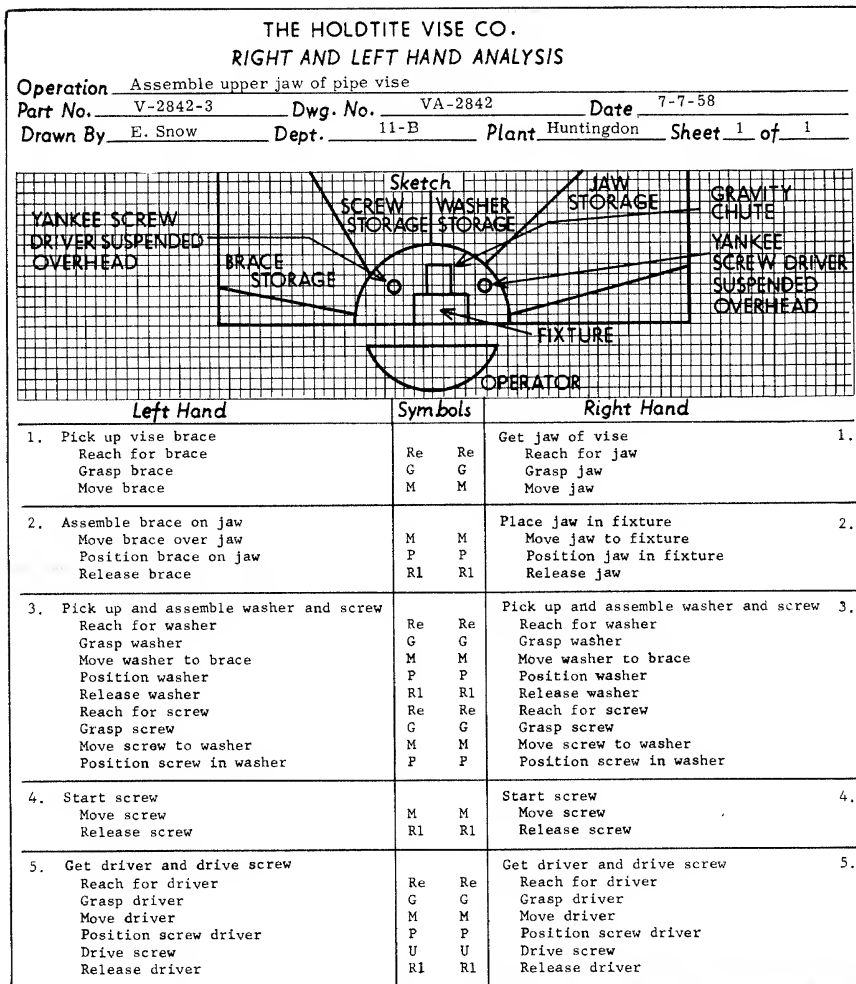 THE HOLDTITE VISE CO.
RIGHT AND LEFT HAND ANALYSIS
Operation Assemble upper jaw of pipe vise
Part No. V-2842-3 Dwg. No. VA-2842 Date 7-7-58
Drawn By E. Snow Dept. 11-B Plant Huntingdon Sheet 1 of 1
Sketch
YANKEE SCREW
DRIVER SUSPENDED
OVERHEAD
BRACE
STORAGE
SCREW
STORAGE
WASHER
STORAGE
JAW
STORAGE
GRAVITY
CHUTE
YANKEE
SCREW DRIVER
SUSPENDED
OVERHEAD
FIXTURE
OPERATOR
Left Hand Symbols Right Hand
1. Pick up vise brace Get jaw of vise 1.
Reach for brace Re Re Reach for jaw
Grasp brace G G Grasp jaw
Move brace M M Move jaw
2. Assemble brace on jaw Place jaw in fixture 2.
Move brace over jaw M M Move jaw to fixture
Position brace on jaw P P Position jaw in fixture
Release brace R1 R1 Release jaw
3. Pick up and assemble washer and screw Pick up and assemble washer and screw 3.
Reach for washer Re Re Reach for washer
Grasp washer G G Grasp washer
Move washer to brace M M Move washer to brace
Position washer P P Position washer
Release washer R1 R1 Release washer
Reach for screw Re Re Reach for screw
Grasp screw G G Grasp screw
Move screw to washer M M Move screw to washer
Position screw in washer P P Position screw in washer
4. Start screw Start screw 4.
Move screw M M Move screw
Release screw R1 R1 Release screw
5. Get driver and drive screw Get driver and drive screw 5.
Reach for driver Re Re Reach for driver
Grasp driver G G Grasp driver
Move driver M M Move driver
Position screw driver P P Position screw driver
Drive screw U U Drive screw
Release driver R1 R1 Release driver